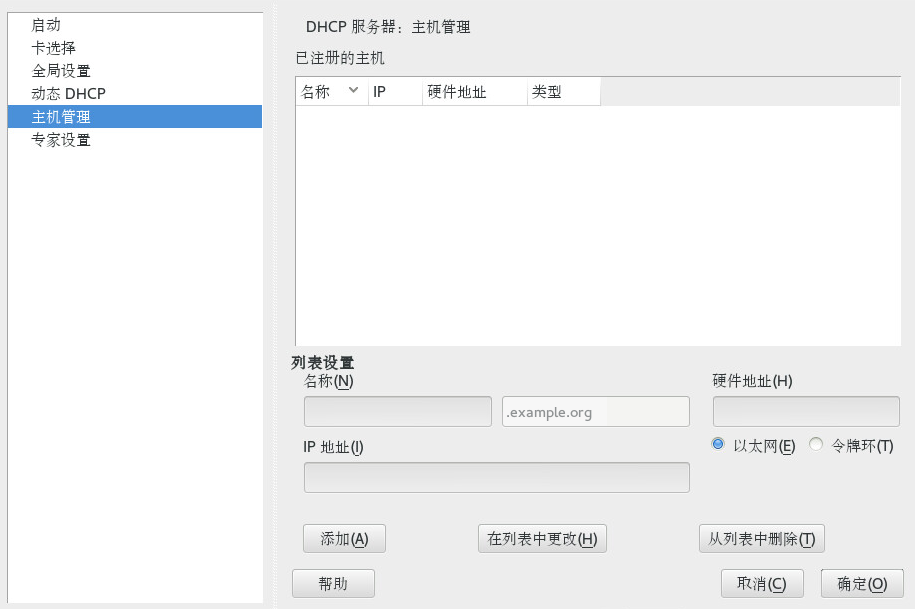 启动
卡选择
全局设置
动态 DHCP
主机管理
专家设置
DHCP 服务器：主机管理
已注册的主机
名称 IP 硬件地址 类型
列表设置
名称(N) 硬件地址(H)
.example.org
IP 地址(I) 以太网(E) 令牌环(T)
添加(A) 在列表中更改(H) 从列表中删除(T)
帮助 取消(C) 确定(O)